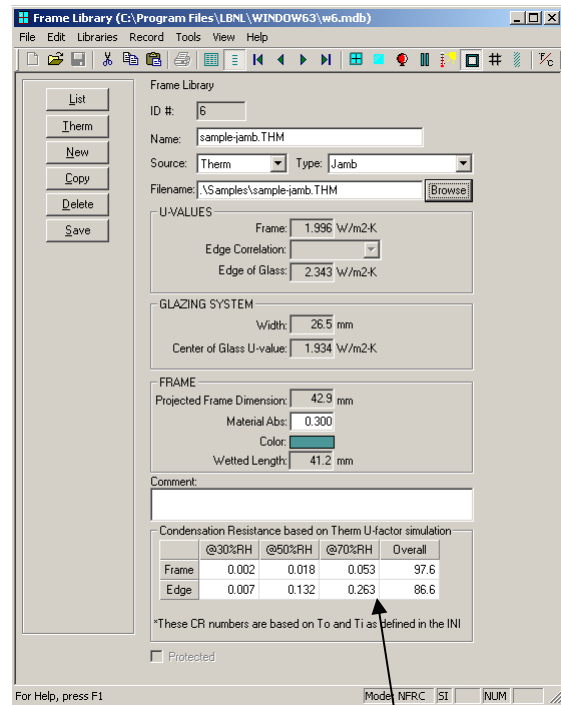 Frame Library (C:\Program Files\LBNL\WINDOW63\w6.mdb)
File Edit Libraries Record Tools View Help
°F/c
List
Therm
New
Copy
Delete
Save
Frame Library
ID #: 6
Name: sample-jamb.THM
Source: Therm Type: Jamb
Filename: .\Samples\sample-jamb.THM Browse
U-VALUES
Frame: 1.996 W/m2-K
Edge Correlation:
Edge of Glass: 2.343 W/m2-K
GLAZING SYSTEM
Width: 26.5 mm
Center of Glass U-value: 1.934 W/m2-K
FRAME
Projected Frame Dimension: 42.9 mm
Material Abs: 0.300
Color:
Wetted Length: 41.2 mm
Comment:
Condensation Resistance based on Therm U-factor simulation
@30%RH @50%RH @70%RH Overall
Frame 0.002 0.018 0.053 97.6
Edge 0.007 0.132 0.263 86.6
*These CR numbers are based on To and Ti as defined in the INI
Protected
For Help, press F1 Mode: NFRC SI NUM